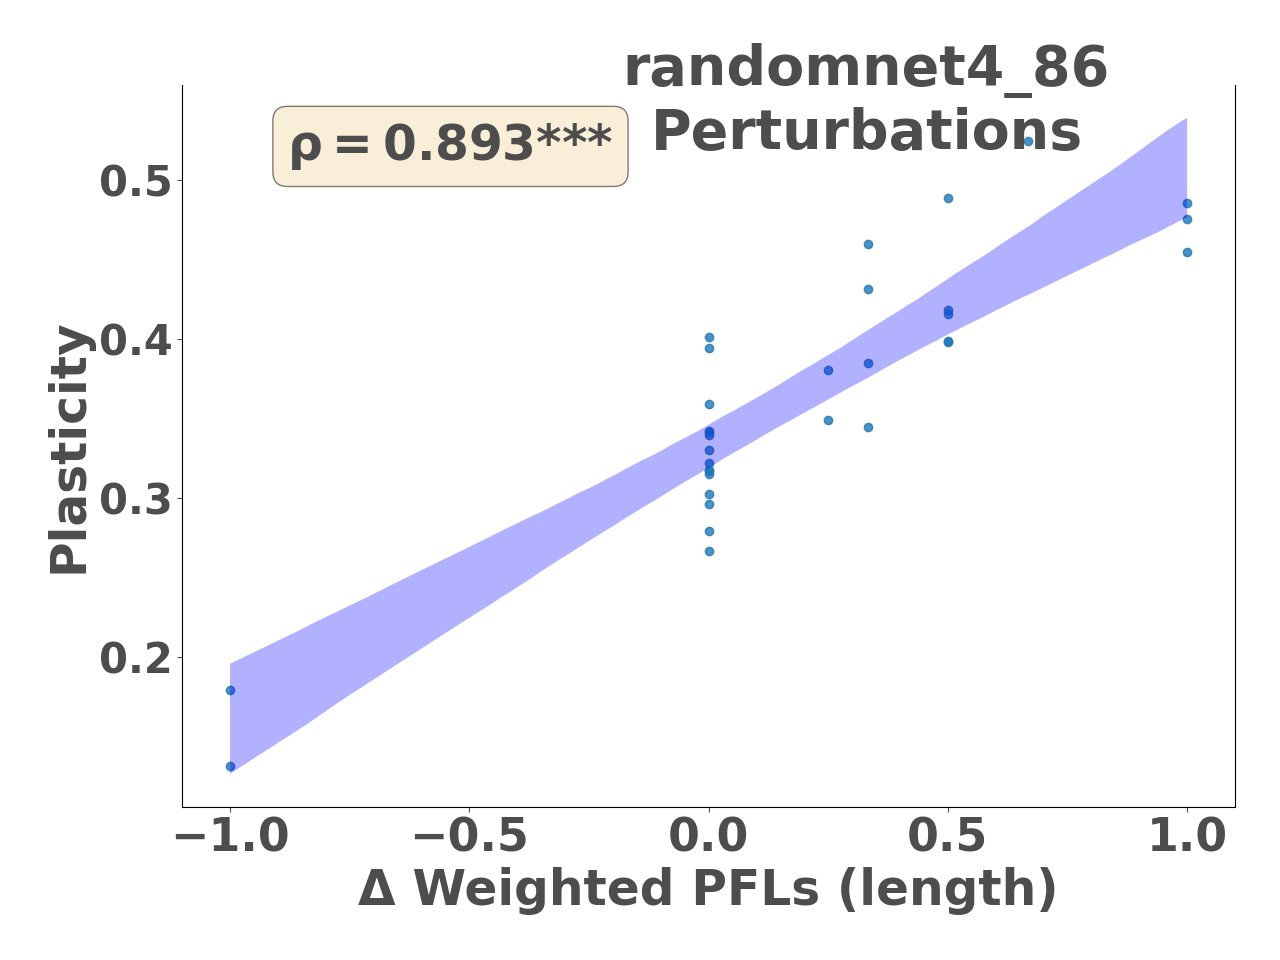 randomnet4_86
Perturbations
ρ = 0.893***
0.5
0.4
0.3
0.2
Plasticity
−1.0 −0.5 0.0 0.5 1.0
Δ Weighted PFLs (length)